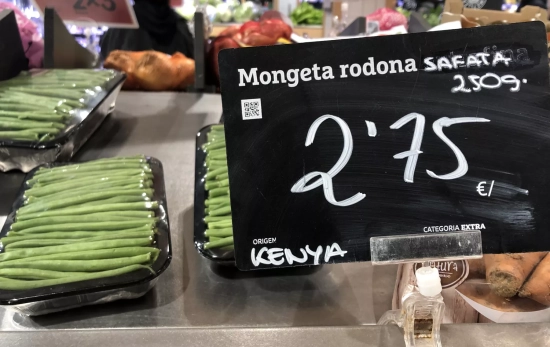 Mongeta rodona SAFATA
250g.
2'75
€/
CATEGORIA EXTRA
ORIGEN
KENYA